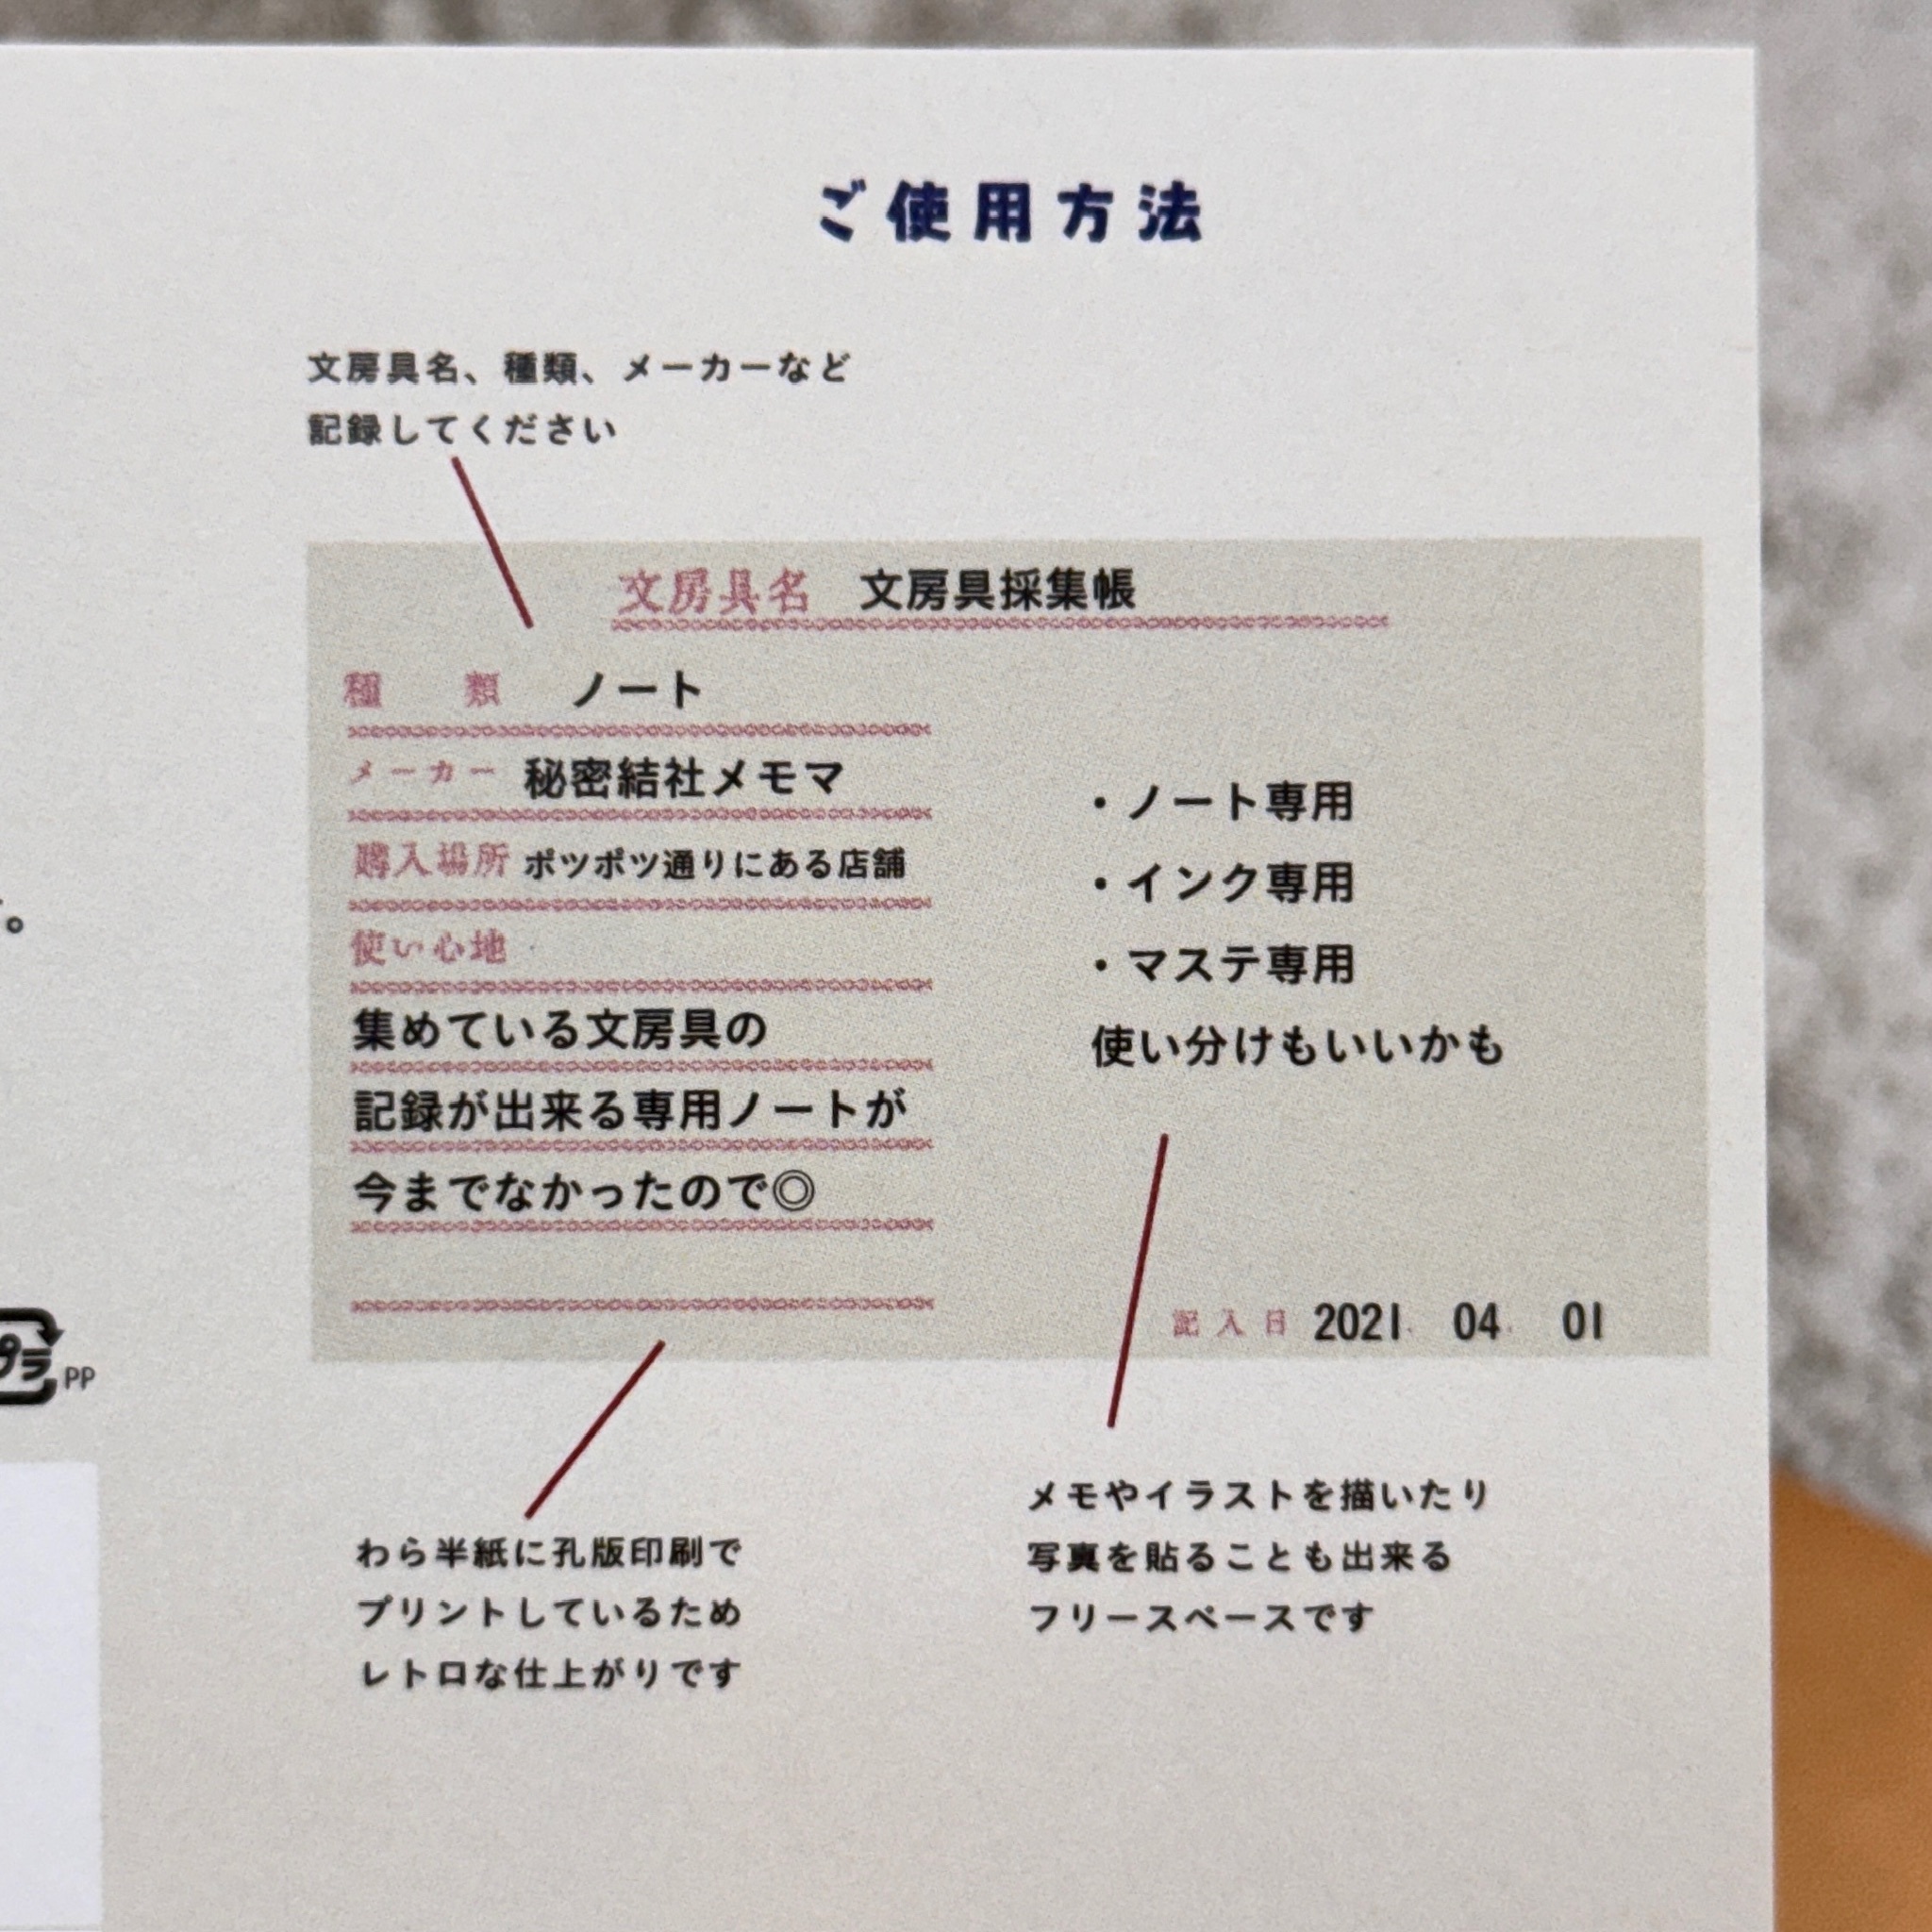 ご使用方法
文房具名、種類、メーカーなど
記録してください
文房具名 文房具採集帳
種類 ノート
メーカー 秘密結社メモマ
購入場所 ポツポツ通りにある店舗
使い心地
集めている文房具の
記録が出来る専用ノートが
今までなかったので◎
・ノート専用
・インク専用
・マステ専用
使い分けもいいかも
記入日 2021. 04. 01
わら半紙に孔版印刷で
プリントしているため
レトロな仕上がりです
メモやイラストを描いたり
写真を貼ることも出来る
フリースペースです
。
プラ PP